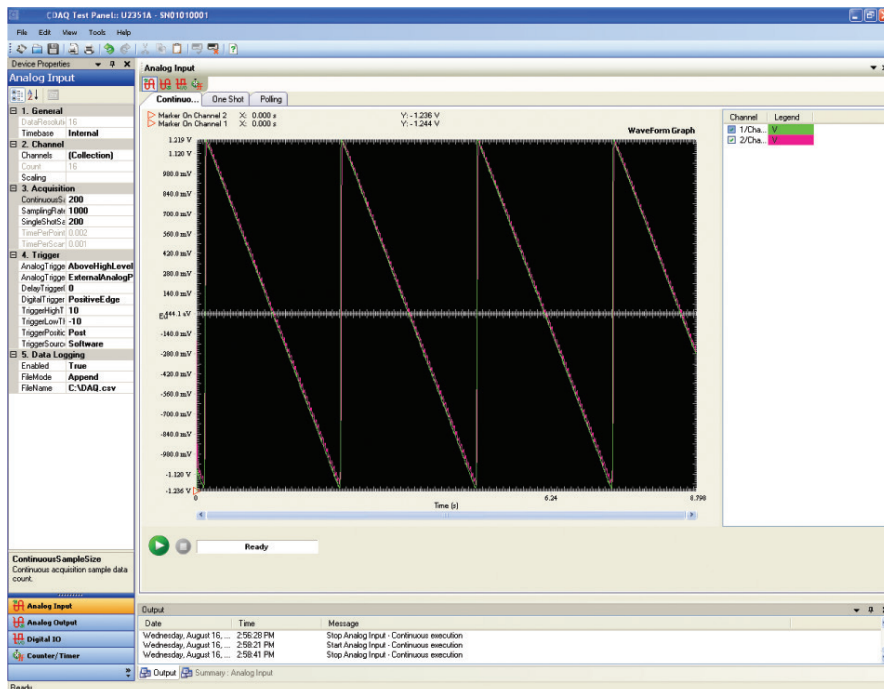 CDAQ Test Panel:: U2351A - SN01010001
File Edit View Tools Help
Device Properties
Analog Input
1. General
DataResoluti 16
Timebase Internal
2. Channel
Channels (Collection)
Count 16
Scaling
3. Acquisition
ContinuousSa 200
SamplingRate 1000
SingleShotSa 200
TimePerPoint 0.002
TimePerScan 0.001
4. Trigger
AnalogTrigge AboveHighLevel
AnalogTrigge ExternalAnalogP
DelayTrigger( 0
DigitalTrigger PositiveEdge
TriggerHighT 10
TriggerLowTl -10
TriggerPositic Post
TriggerSourc Software
5. Data Logging
Enabled True
FileMode Append
FileName C:\DAQ.csv
ContinuousSampleSize
Continuous acquisition sample data
count.
Analog Input
Analog Output
Digital IO
Counter/Timer
Analog Input
Continuo... One Shot Polling
Marker On Channel 2 X: 0.000 s Y: -1.236 V
Marker On Channel 1 X: 0.000 s Y: -1.244 V
WaveForm Graph
1.219 V
1.120 V
980.0 mV
840.0 mV
700.0 mV
560.0 mV
420.0 mV
280.0 mV
140.0 mV
-140.0 mV
-280.0 mV
-420.0 mV
-560.0 mV
-700.0 mV
-840.0 mV
-980.0 mV
-1.120 V
-1.236 V
0 6.24 8.798
Time (s)
Channel Legend
1/Cha... V
2/Cha... V
Ready
Output
Date Time Message
Wednesday, August 16, ... 2:56:28 PM Stop Analog Input - Continuous execution
Wednesday, August 16, ... 2:58:21 PM Start Analog Input - Continuous execution
Wednesday, August 16, ... 2:58:41 PM Stop Analog Input - Continuous execution
Output Summary : Analog Input
Ready